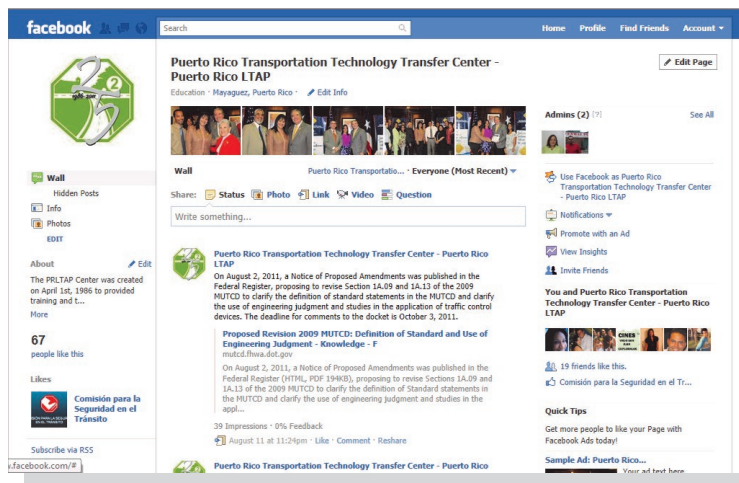 facebook
Search
Home Profile Find Friends Account
25
Wall
Hidden Posts
Info
Photos
EDIT
About Edit
The PRLTAP Center was created
on April 1st, 1986 to provided
training and t...
More
67
people like this
Likes
Comisión para la
Seguridad en el
Tránsito
Subscribe via RSS
.facebook.com/#
Puerto Rico Transportation Technology Transfer Center -
Puerto Rico LTAP
Education · Mayaguez, Puerto Rico · Edit Info
Wall Puerto Rico Transportatio... · Everyone (Most Recent)
Share: Status Photo Link Video Question
Write something...
Puerto Rico Transportation Technology Transfer Center - Puerto Rico
LTAP
On August 2, 2011, a Notice of Proposed Amendments was published in the
Federal Register, proposing to revise Section 1A.09 and 1A.13 of the 2009
MUTCD to clarify the definition of standard statements in the MUTCD and clarify
the use of engineering judgment and studies in the application of traffic control
devices. The deadline for comments to the docket is October 3, 2011.
Proposed Revision 2009 MUTCD: Definition of Standard and Use of
Engineering Judgment - Knowledge - F
mutcd.fhwa.dot.gov
On August 2, 2011, a Notice of Proposed Amendments was published in the
Federal Register (HTML, PDF 194KB), proposing to revise Sections 1A.09 and
1A.13 of the 2009 MUTCD to clarify the definition of Standard statements in
the MUTCD and clarify the use of engineering judgment and studies in the
appl...
39 Impressions · 0% Feedback
August 11 at 11:24pm · Like · Comment · Reshare
Puerto Rico Transportation Technology Transfer Center - Puerto Rico
Edit Page
Admins (2) [?] See All
Use Facebook as Puerto Rico
Transportation Technology Transfer Center
- Puerto Rico LTAP
Notifications
Promote with an Ad
View Insights
Invite Friends
You and Puerto Rico Transportation
Technology Transfer Center - Puerto Rico
LTAP
CINES
19 friends like this.
Comisión para la Seguridad en el Tr...
Quick Tips
Get more people to like your Page with
Facebook Ads today!
Sample Ad: Puerto Rico...
Your ad text here